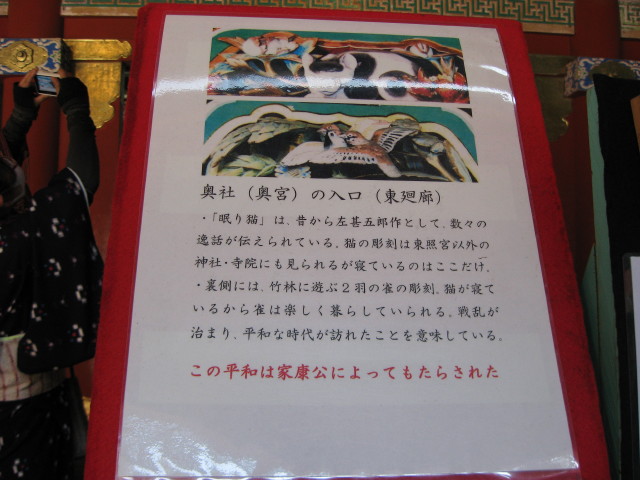 奥社（奥宮）の入口（東廻廊）
・「眠り猫」は、昔から左甚五郎作として、数々の
逸話が伝えられている。猫の彫刻は東照宮以外の
神社・寺院にも見られるが寝ているのはここだけ。
・裏側には、竹林に遊ぶ２羽の雀の彫刻。猫が寝て
いるから雀は楽しく暮らしていられる。戦乱が
治まり、平和な時代が訪れたことを意味している。
この平和は家康公によってもたらされた